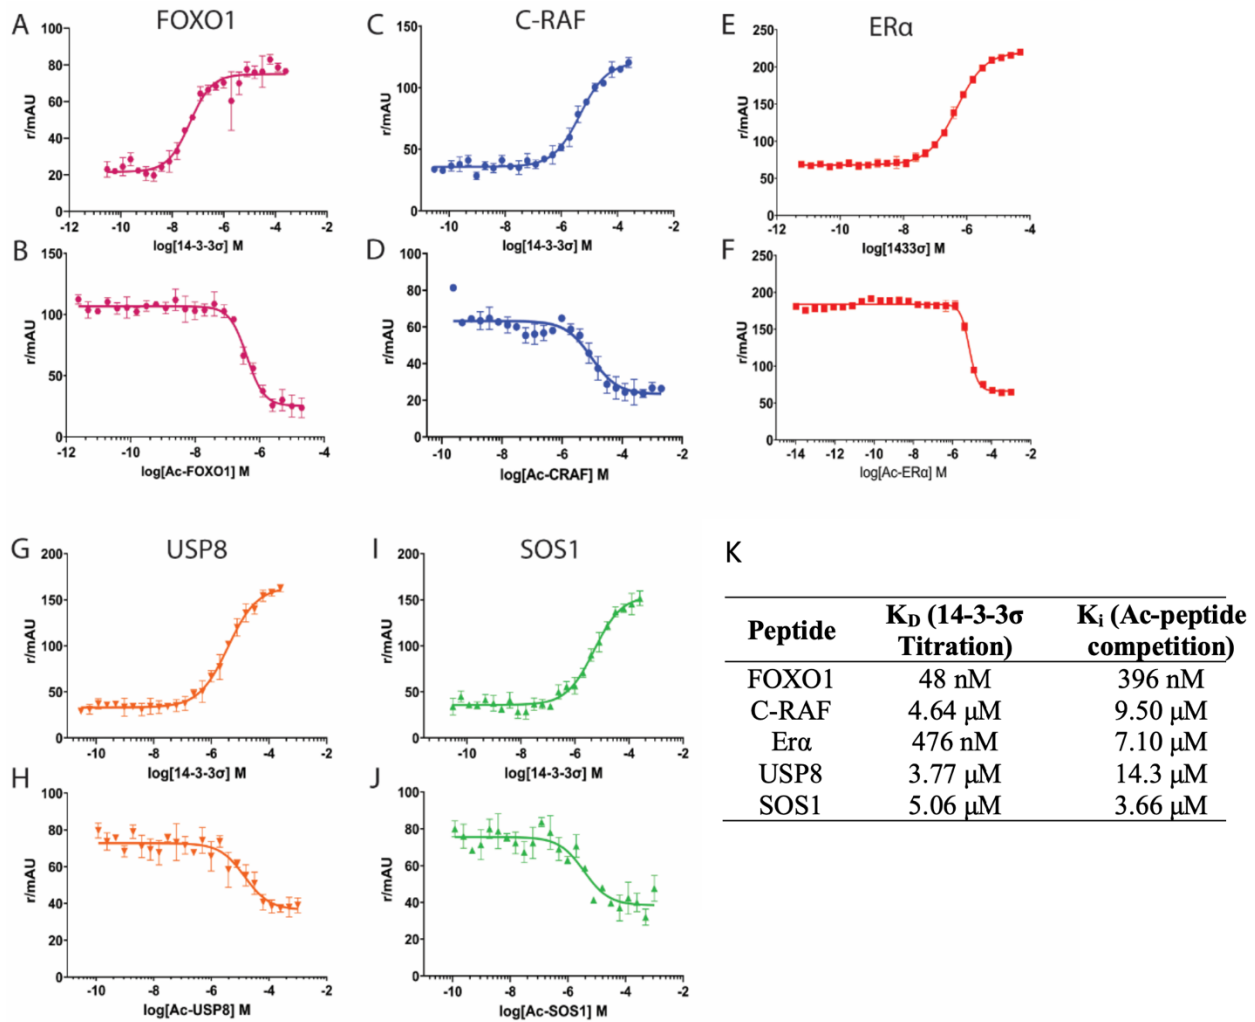 A
FOXO1
r/mAU
100
80
60
40
20
0
-12
-10
-8
-6
-4
-2
log[14-3-3σ] M
B
r/mAU
150
100
50
0
-12
-10
-8
-6
-4
log[Ac-FOXO1] M
C
C-RAF
r/mAU
150
100
50
0
-10
-8
-6
-4
-2
log[14-3-3σ] M
D
r/mAU
100
80
60
40
20
0
-10
-8
-6
-4
-2
log[Ac-CRAF] M
E
ERα
r/mAU
250
200
150
100
50
0
-12
-10
-8
-6
-4
log[1433σ] M
F
r/mAU
250
200
150
100
50
0
-14
-12
-10
-8
-6
-4
-2
log[Ac-ERα] M
G
USP8
r/mAU
200
150
100
50
0
-10
-8
-6
-4
-2
log[14-3-3σ] M
H
r/mAU
100
80
60
40
20
0
-10
-8
-6
-4
-2
log[Ac-USP8] M
I
SOS1
r/mAU
200
150
100
50
0
-10
-8
-6
-4
-2
log[14-3-3σ] M
J
r/mAU
100
80
60
40
20
0
-10
-8
-6
-4
-2
log[Ac-SOS1] M
K
Peptide K_D (14-3-3σ Titration) K_i (Ac-peptide competition)
FOXO1 48 nM 396 nM
C-RAF 4.64 μM 9.50 μM
Erα 476 nM 7.10 μM
USP8 3.77 μM 14.3 μM
SOS1 5.06 μM 3.66 μM